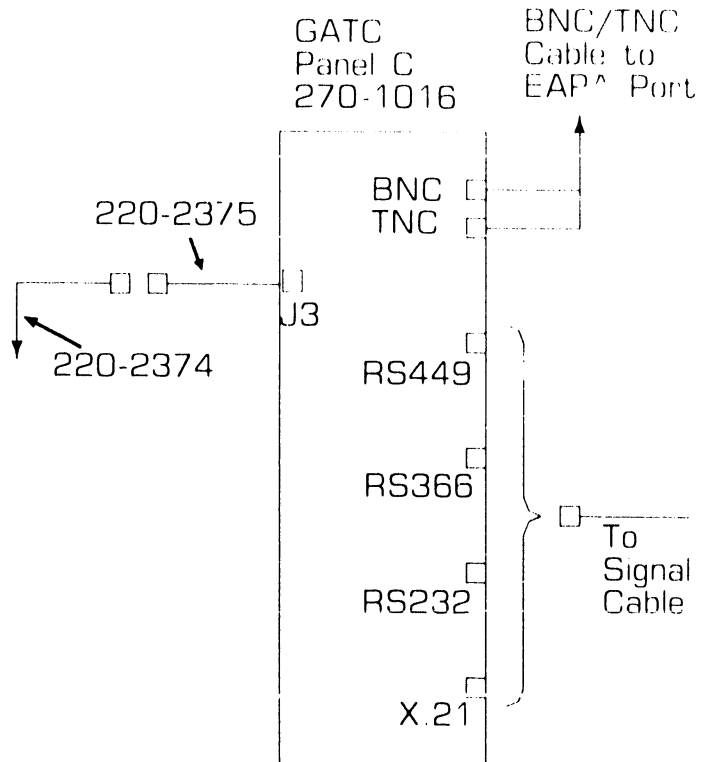 GATC
Panel C
270-1016
BNC/TNC
Cable to
Port
BNC
TNC
220-2375
J3
220-2374
RS449
RS366
RS232
X.21
To
Signal
Cable